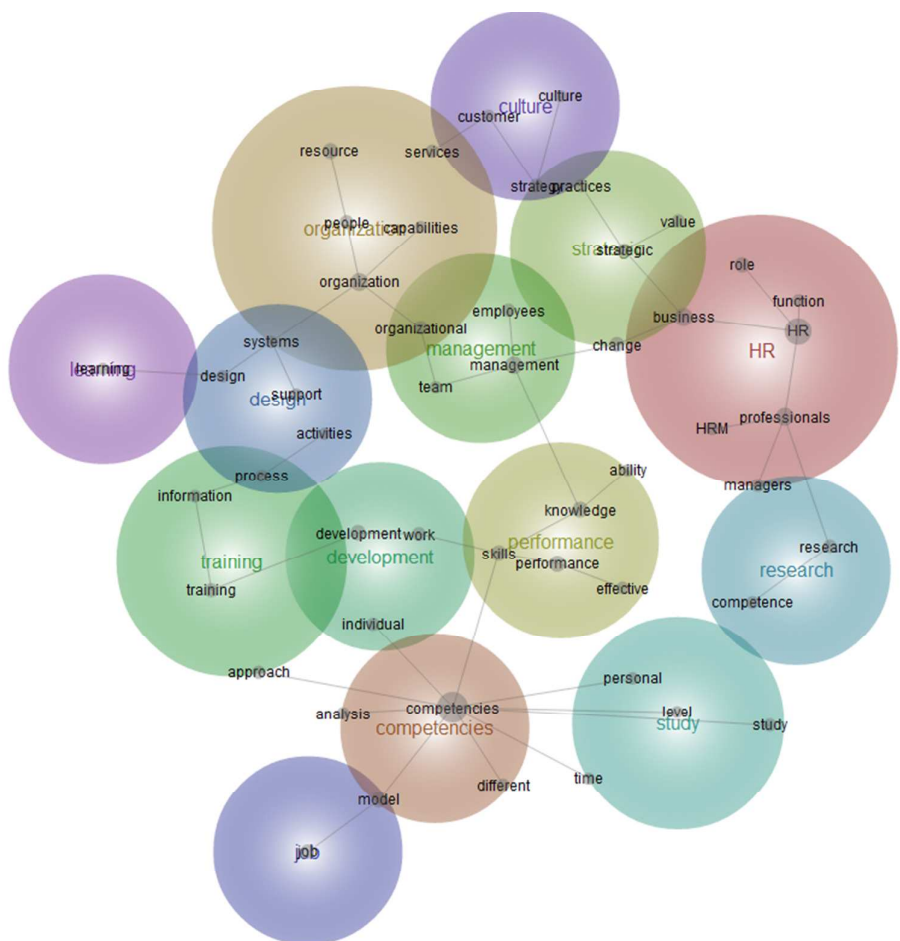 culture
culture
customer
services
resource
strategy
practices
people
organization
capabilities
value
strategic
role
organization
function
employees
business
HR
organizational
systems
management
change
HR
management
learning
learning
design
team
support
design
activities
professionals
HRM
process
ability
managers
information
knowledge
development
work
performance
research
training
development
skills
performance
research
training
effective
competence
individual
approach
personal
competencies
analysis
level
competencies
study
study
time
different
model
job
job